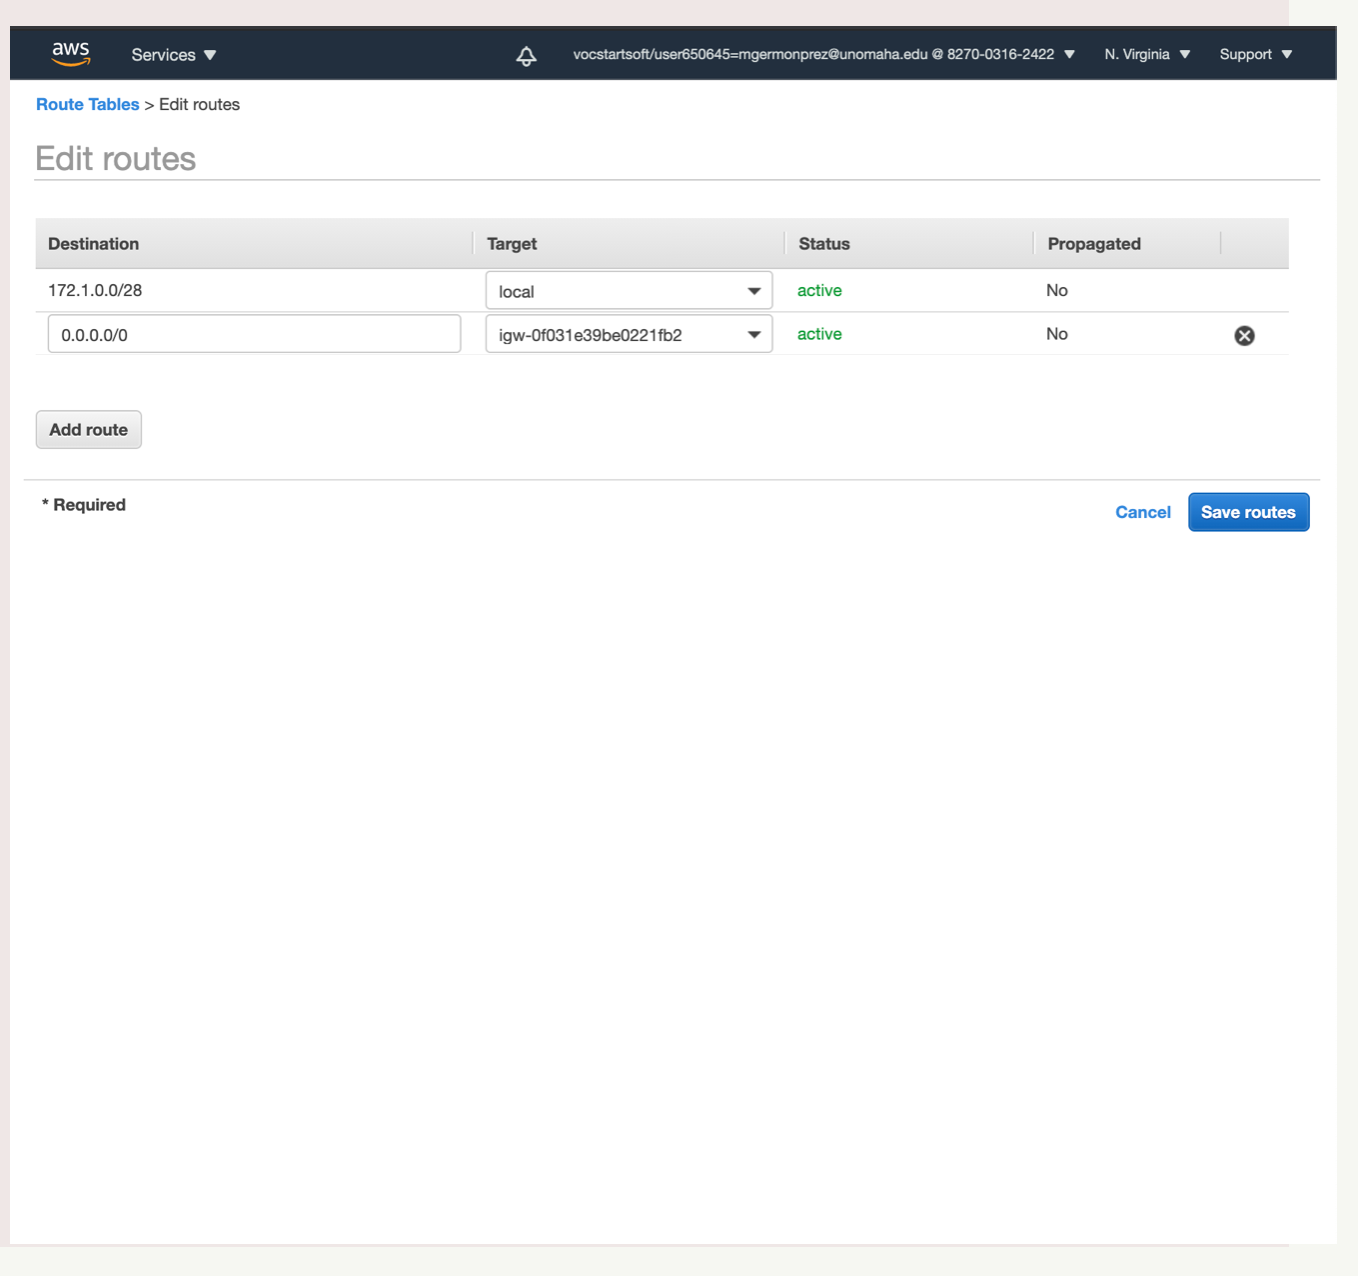 aws Services vocstartsoft/user650645=mgermonprez@unomaha.edu @ 8270-0316-2422 N. Virginia Support
Route Tables > Edit routes
Edit routes
Destination Target Status Propagated
172.1.0.0/28 local active No
0.0.0.0/0 igw-0f031e39be0221fb2 active No
Add route
* Required
Cancel Save routes